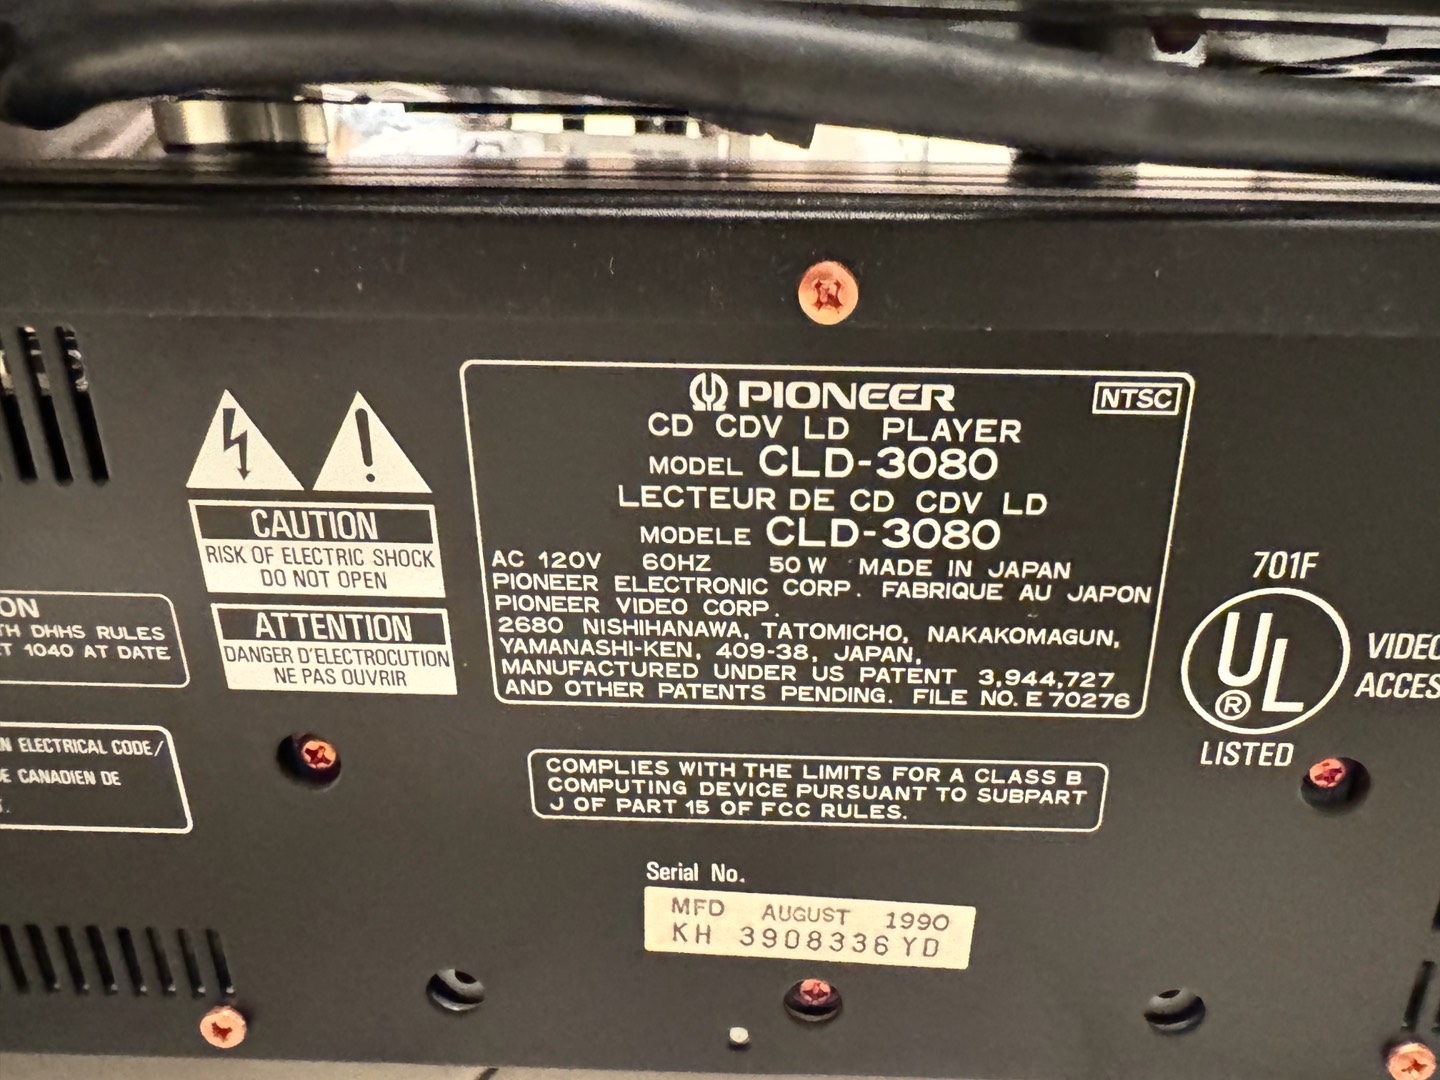 PIONEER
NTSC
CD CDV LD PLAYER
MODEL CLD-3080
LECTEUR DE CD CDV LD
MODELE CLD-3080
AC 120V 60HZ 50W MADE IN JAPAN
PIONEER ELECTRONIC CORP. FABRIQUE AU JAPON
PIONEER VIDEO CORP.
2680 NISHIHANAWA, TATOMICHO, NAKAKOMAGUN,
YAMANASHI-KEN, 409-38, JAPAN,
MANUFACTURED UNDER US PATENT 3,944,727
AND OTHER PATENTS PENDING. FILE NO. E 70276
CAUTION
RISK OF ELECTRIC SHOCK
DO NOT OPEN
ATTENTION
DANGER D'ELECTROCUTION
NE PAS OUVRIR
ON
TH DHHS RULES
ET 1040 AT DATE
N ELECTRICAL CODE/
E CANADIEN DE
701F
UL
®
LISTED
VIDEO
ACCES
COMPLIES WITH THE LIMITS FOR A CLASS B
COMPUTING DEVICE PURSUANT TO SUBPART
J OF PART 15 OF FCC RULES.
Serial No.
MFD AUGUST 1990
KH 3908336YD